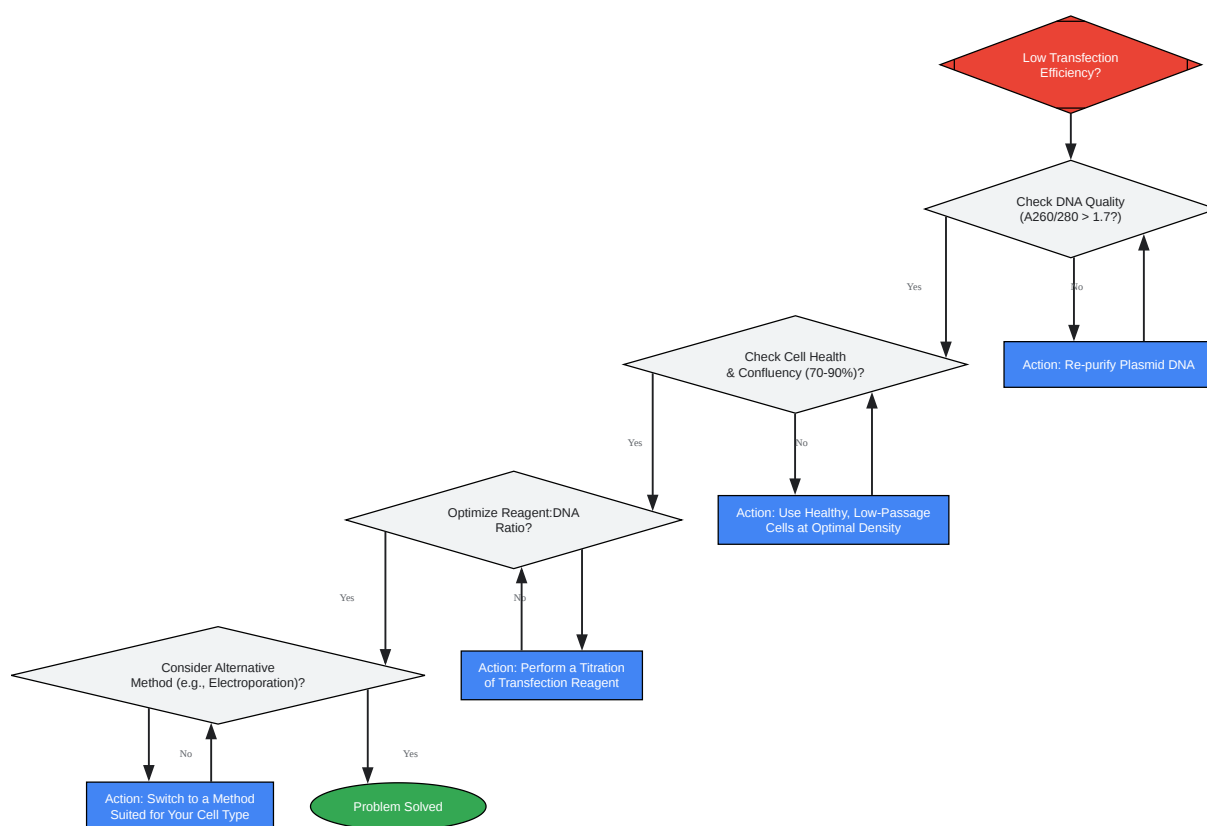 Low Transfection
Efficiency?
Check DNA Quality
(A260/280 > 1.7?)
Yes
No
Check Cell Health
& Confluency (70-90%)?
Action: Re-purify Plasmid DNA
Yes
No
Optimize Reagent:DNA
Ratio?
Action: Use Healthy, Low-Passage
Cells at Optimal Density
Yes
No
Consider Alternative
Method (e.g., Electroporation)?
Action: Perform a Titration
of Transfection Reagent
No
Yes
Action: Switch to a Method
Suited for Your Cell Type
Problem Solved